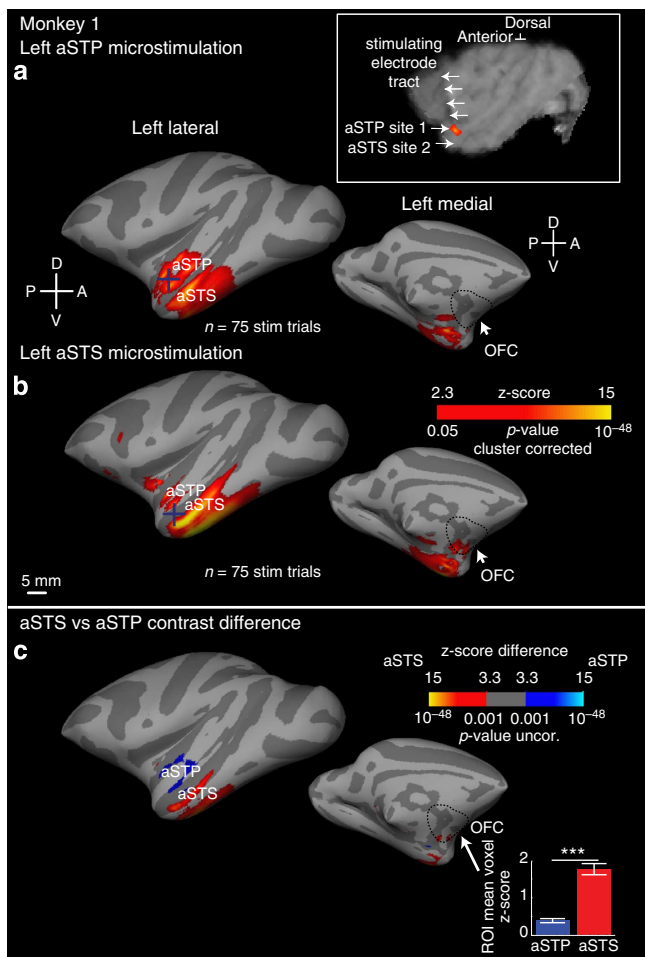 Monkey 1
Left aSTP microstimulation
a
Dorsal
Anterior
stimulating
electrode
tract
aSTP site 1
aSTS site 2
Left lateral
Left medial
aSTP
aSTS
D
P A
V
D
P A
V
n = 75 stim trials
OFC
Left aSTS microstimulation
b
2.3 z-score 15
0.05 p-value 10–48
cluster corrected
aSTP
aSTS
n = 75 stim trials
OFC
5 mm
aSTS vs aSTP contrast difference
c
z-score difference
aSTS aSTP
15 3.3 3.3 15
10–48 0.001 0.001 10–48
p-value uncor.
aSTP
aSTS
OFC
ROI mean voxel
z-score
2
1
0
***
aSTP aSTS